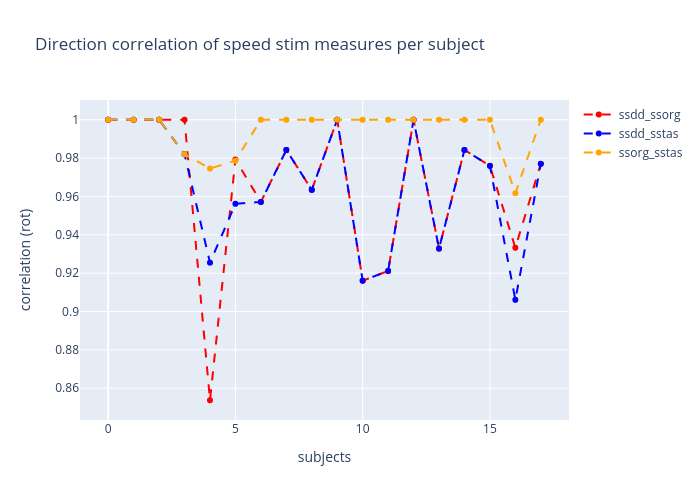 Direction correlation of speed stim measures per subject
ssdd_ssorg
ssdd_sstas
ssorg_sstas
1
0.98
0.96
0.94
0.92
0.9
0.88
0.86
correlation (rot)
0 5 10 15
subjects